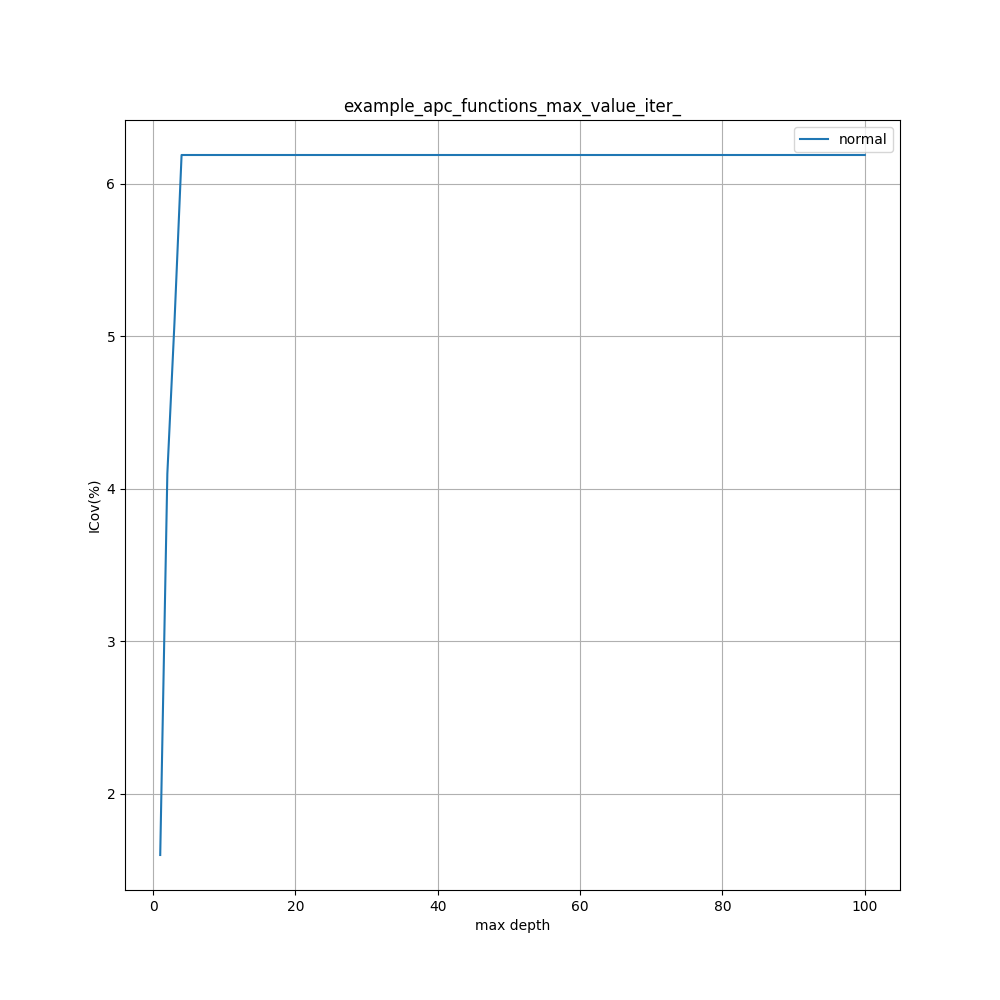 example_apc_functions_max_value_iter_
normal
ICov(%)
6
5
4
3
2
0 20 40 60 80 100
max depth